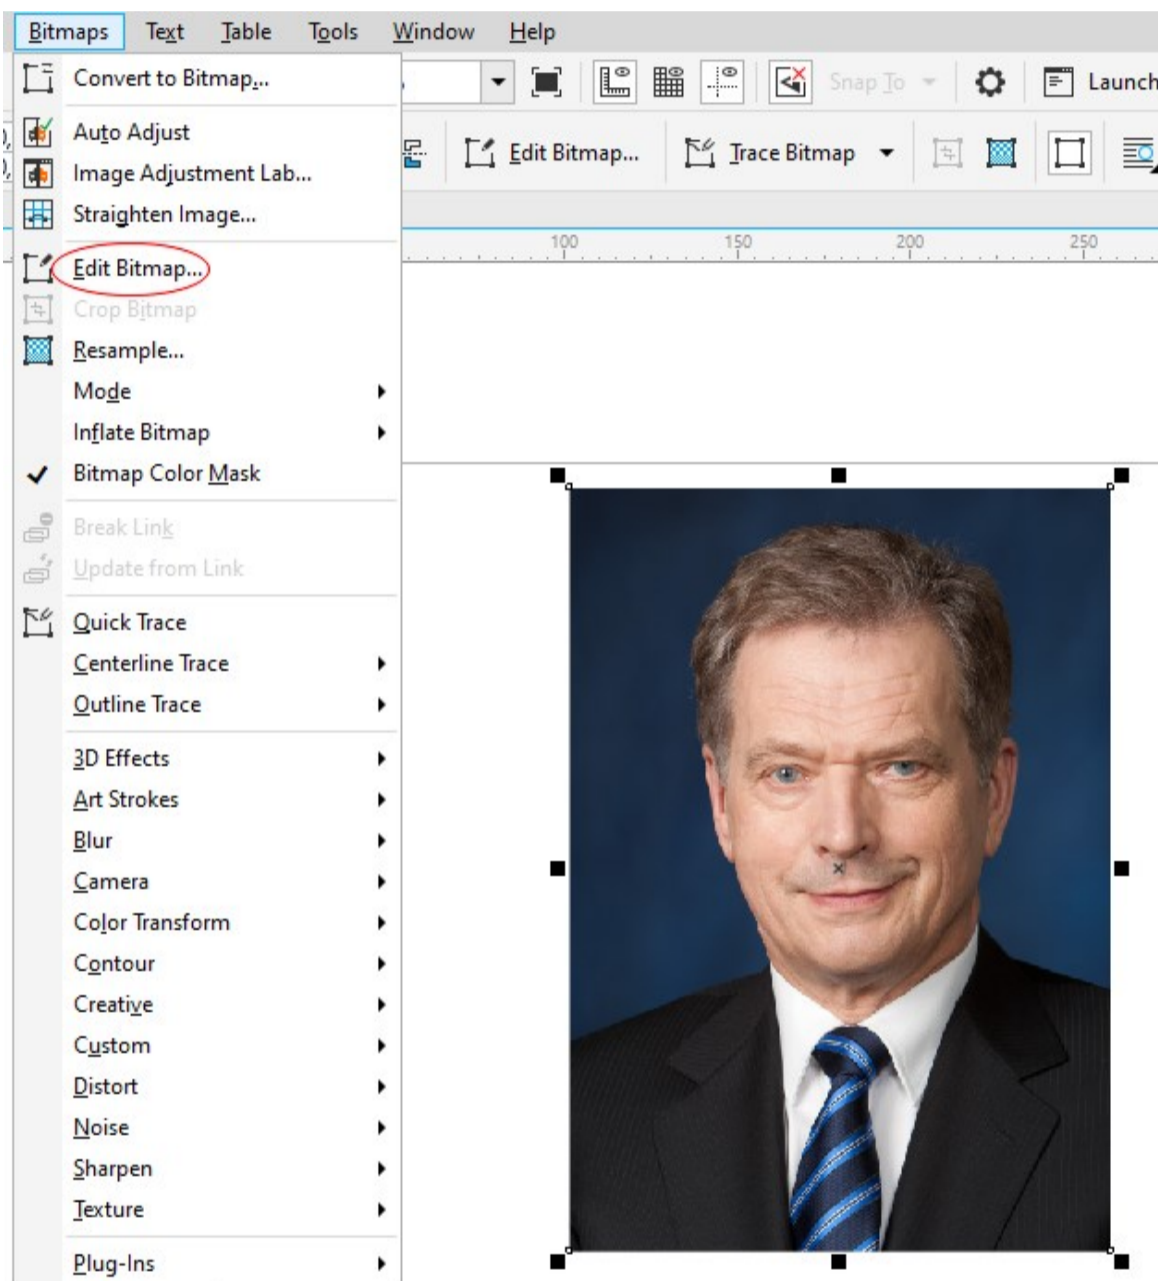 Bitmaps Text Table Tools Window Help
Convert to Bitmap...
Snap To
Launch
Auto Adjust
Edit Bitmap...
Trace Bitmap
Image Adjustment Lab...
Straighten Image...
100 150 200 250
Edit Bitmap...
Crop Bitmap
Resample...
Mode
Inflate Bitmap
Bitmap Color Mask
Break Link
Update from Link
Quick Trace
Centerline Trace
Outline Trace
3D Effects
Art Strokes
Blur
Camera
Color Transform
Contour
Creative
Custom
Distort
Noise
Sharpen
Texture
Plug-Ins